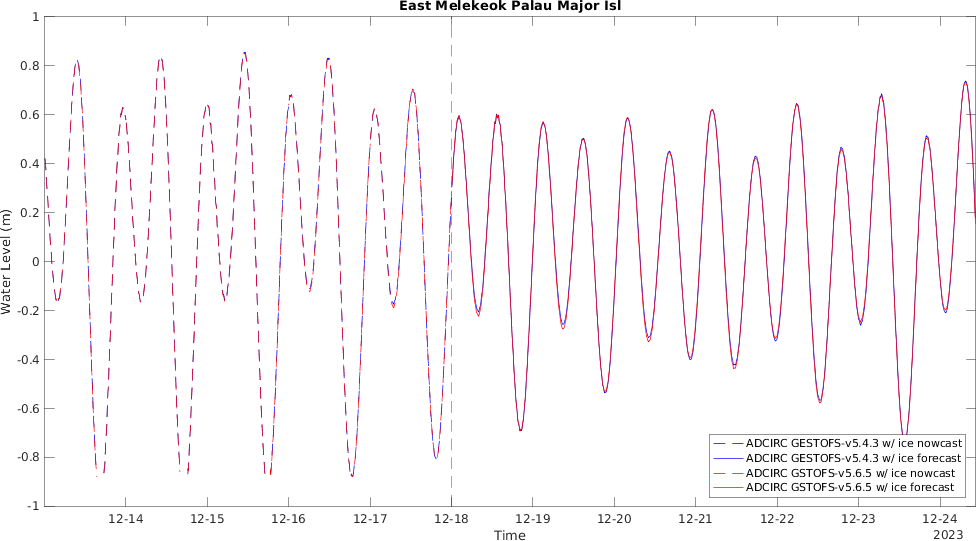 East Melekeok Palau Major Isl
1
0.8
0.6
0.4
0.2
0
-0.2
-0.4
-0.6
-0.8
-1
Water Level (m)
ADCIRC GESTOFS-v5.4.3 w/ ice nowcast
ADCIRC GESTOFS-v5.4.3 w/ ice forecast
ADCIRC GSTOFS-v5.6.5 w/ ice nowcast
ADCIRC GSTOFS-v5.6.5 w/ ice forecast
12-14 12-15 12-16 12-17 12-18 12-19 12-20 12-21 12-22 12-23 12-24
Time 2023